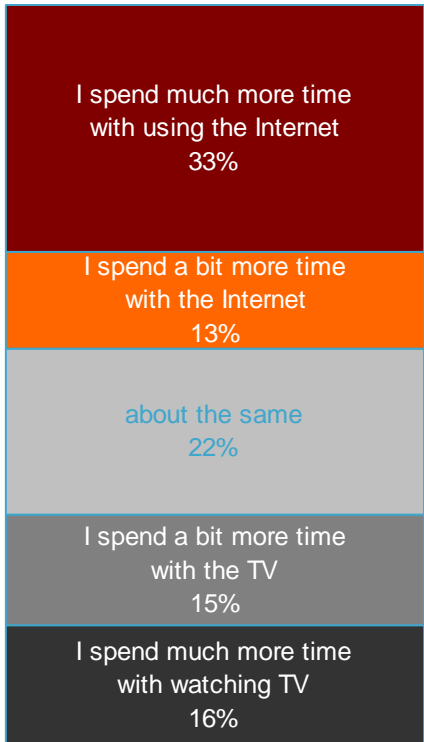 I spend much more time
with using the Internet
33%
I spend a bit more time
with the Internet
13%
about the same
22%
I spend a bit more time
with the TV
15%
I spend much more time
with watching TV
16%